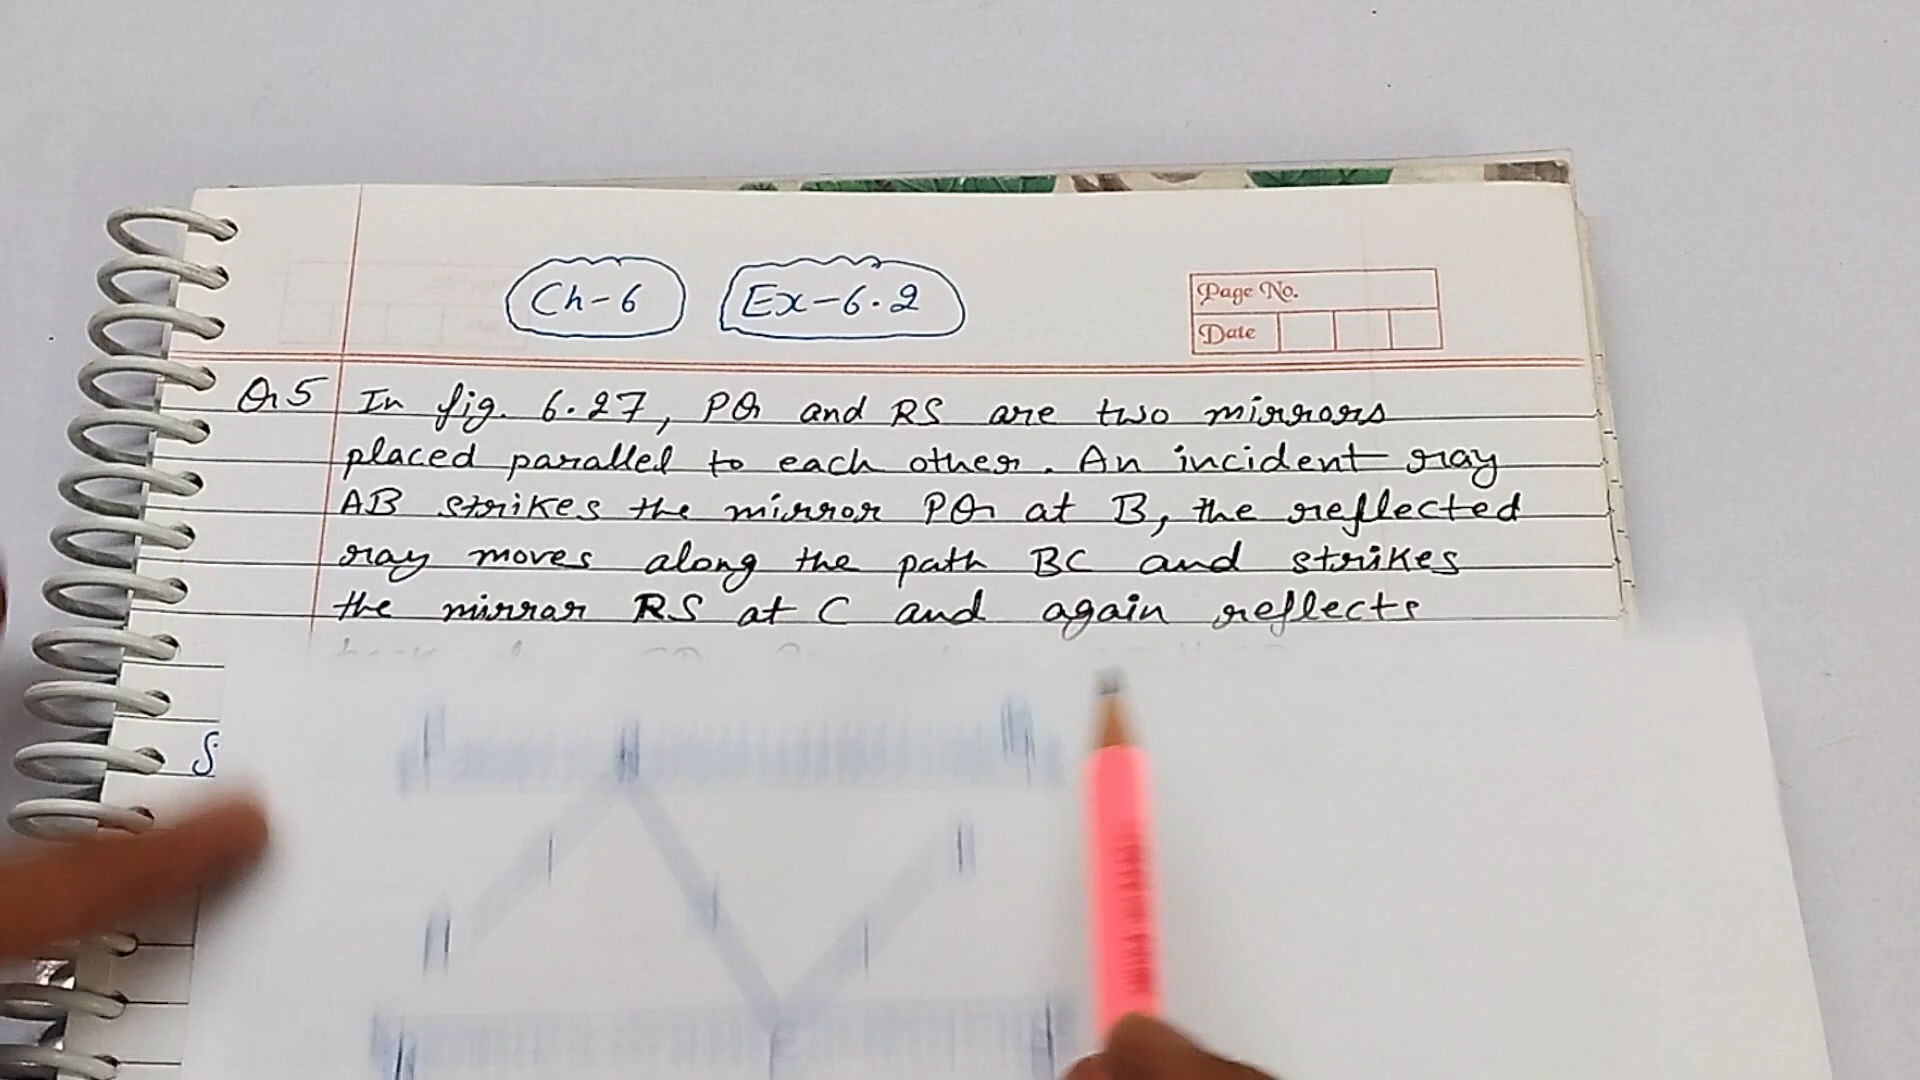 Ch-6 Ex-6.2
Page No.
Date
Q5 In fig. 6.27, PQ and RS are two mirrors
placed parallel to each other. An incident ray
AB strikes the mirror PQ at B, the reflected
ray moves along the path BC and strikes
the mirrar RS at C and again reflects
S